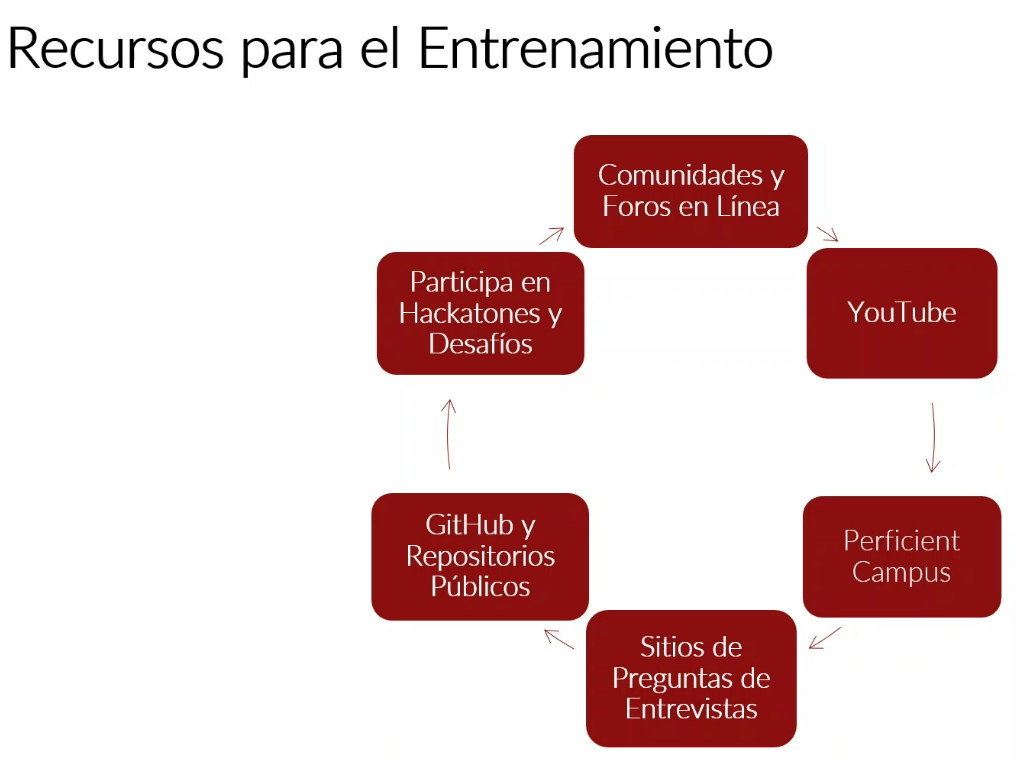 Recursos para el Entrenamiento
Comunidades y
Foros en Línea
YouTube
Perficient
Campus
Sitios de
Preguntas de
Entrevistas
GitHub y
Repositorios
Públicos
Participa en
Hackatones y
Desafíos